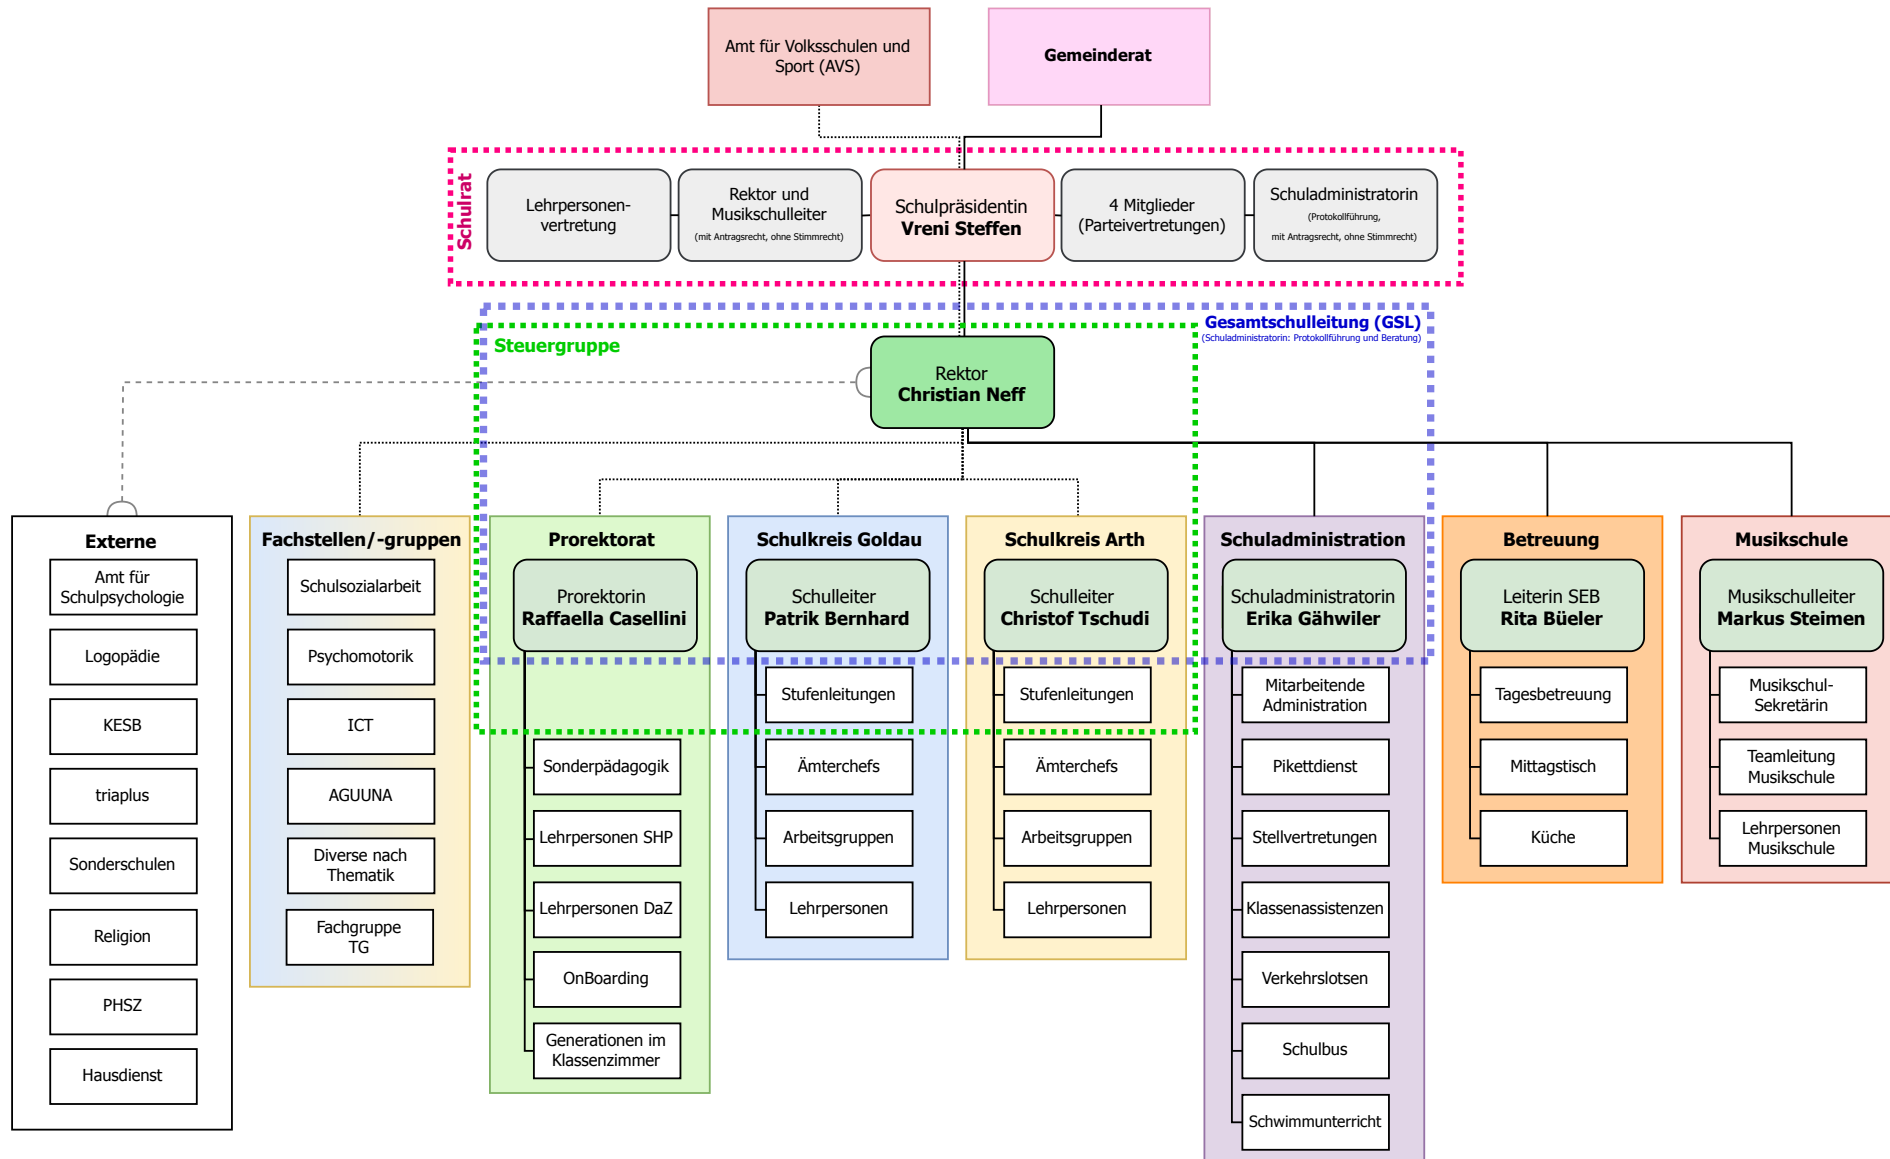 Amt für Volksschulen und
Sport (AVS)
Gemeinderat
Schulrat
Lehrpersonen-
vertretung
Rektor und
Musikschulleiter
(mit Antragsrecht, ohne Stimmrecht)
Schulpräsidentin
Vreni Steffen
4 Mitglieder
(Parteivertretungen)
Schuladministratorin
(Protokollführung,
mit Antragsrecht, ohne Stimmrecht)
Gesamtschulleitung (GSL)
(Schuladministratorin: Protokollführung und Beratung)
Steuergruppe
Rektor
Christian Neff
Externe
Amt für
Schulpsychologie
Logopädie
KESB
triaplus
Sonderschulen
Religion
PHSZ
Hausdienst
Fachstellen/-gruppen
Schulsozialarbeit
Psychomotorik
ICT
AGUUNA
Diverse nach
Thematik
Fachgruppe
TG
Prorektorat
Prorektorin
Raffaella Casellini
Sonderpädagogik
Lehrpersonen SHP
Lehrpersonen DaZ
OnBoarding
Generationen im
Klassenzimmer
Schulkreis Goldau
Schulleiter
Patrik Bernhard
Stufenleitungen
Ämterchefs
Arbeitsgruppen
Lehrpersonen
Schulkreis Arth
Schulleiter
Christof Tschudi
Stufenleitungen
Ämterchefs
Arbeitsgruppen
Lehrpersonen
Schuladministration
Schuladministratorin
Erika Gähwiler
Mitarbeitende
Administration
Pikettdienst
Stellvertretungen
Klassenassistenzen
Verkehrslotsen
Schulbus
Schwimmunterricht
Betreuung
Leiterin SEB
Rita Büeler
Tagesbetreuung
Mittagstisch
Küche
Musikschule
Musikschulleiter
Markus Steimen
Musikschul-
Sekretärin
Teamleitung
Musikschule
Lehrpersonen
Musikschule